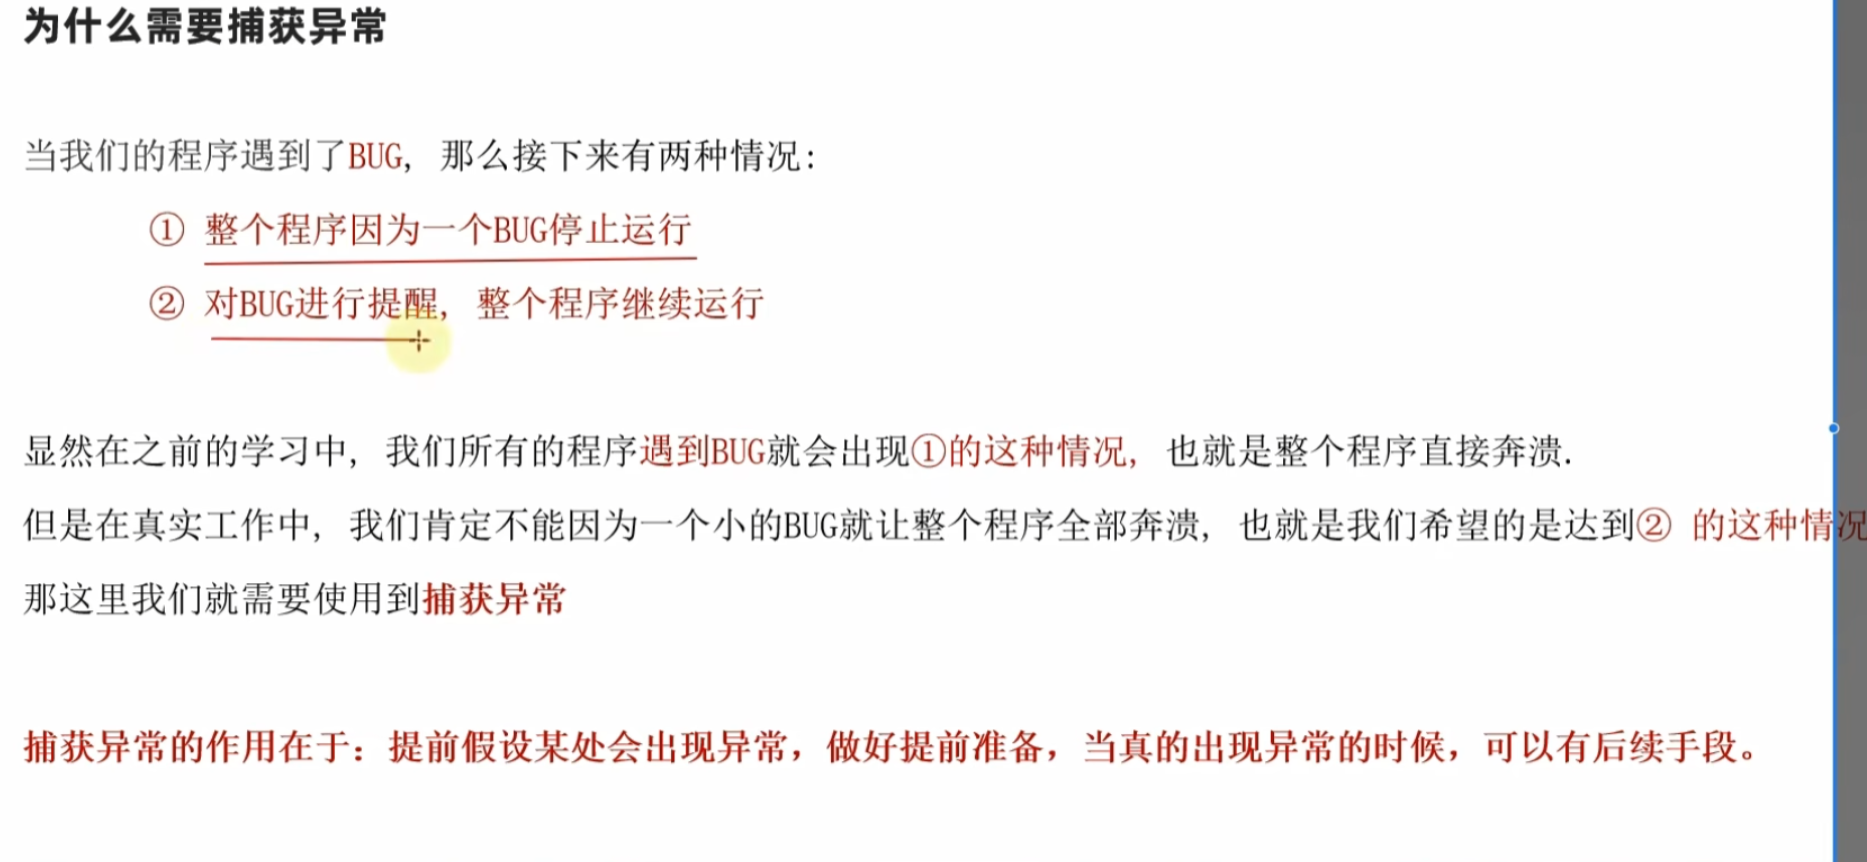 为什么需要捕获异常
当我们的程序遇到了BUG, 那么接下来有两种情况:
① 整个程序因为一个BUG停止运行
② 对BUG进行提醒, 整个程序继续运行
显然在之前的学习中, 我们所有的程序遇到BUG就会出现①的这种情况, 也就是整个程序直接奔溃.
但是在真实工作中, 我们肯定不能因为一个小的BUG就让整个程序全部奔溃, 也就是我们希望的是达到② 的这种情况
那这里我们就需要使用到捕获异常
捕获异常的作用在于：提前假设某处会出现异常，做好提前准备，当真的出现异常的时候，可以有后续手段。